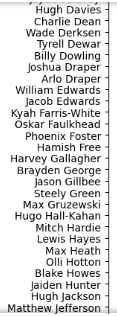 Hugh Davies
Charlie Dean
Wade Derksen
Tyrell Dewar
Billy Dowling
Joshua Draper
Arlo Draper
William Edwards
Jacob Edwards
Kyah Farris-White
Oskar Faulkhead
Phoenix Foster
Hamish Free
Harvey Gallagher
Brayden George
Jason Gillbee
Steely Green
Max Gruzewski
Hugo Hall-Kahan
Mitch Hardie
Lewis Hayes
Max Heath
Olli Hotton
Blake Howes
Jaiden Hunter
Hugh Jackson
Matthew Jefferson